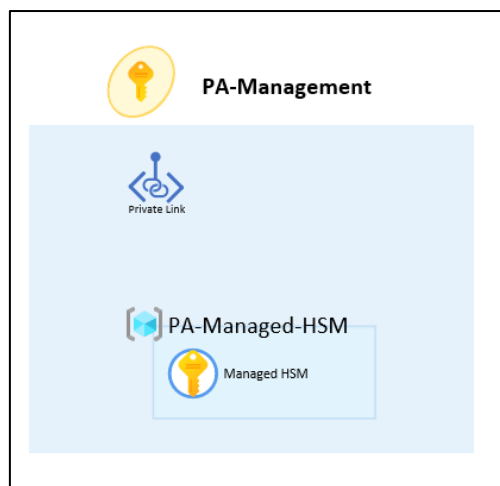 PA-Management
Private Link
PA-Managed-HSM
Managed HSM